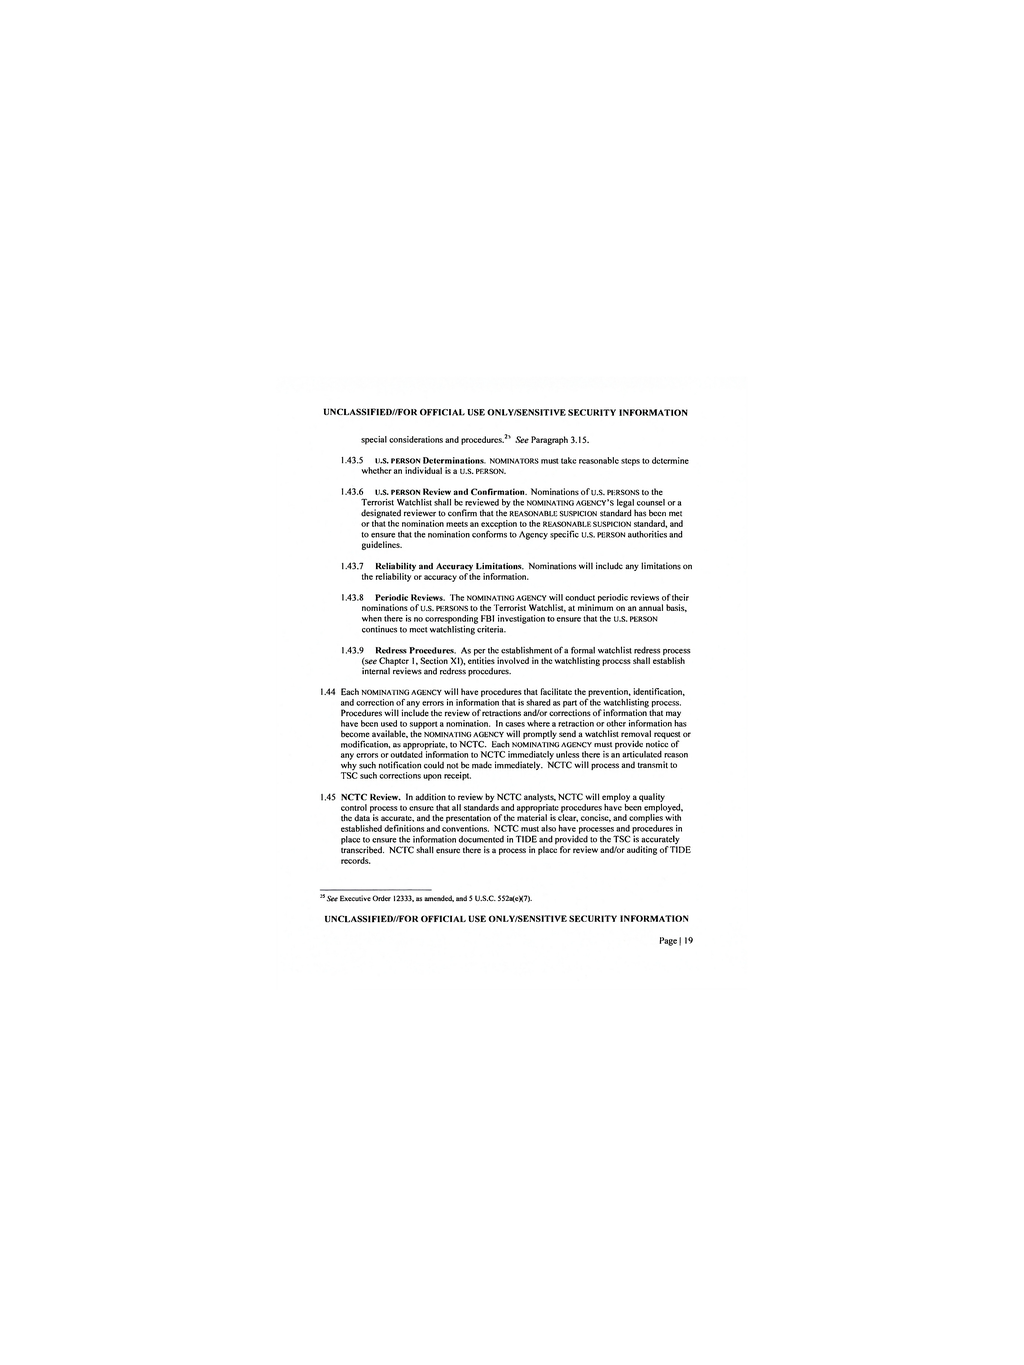 UNCLASSIFIED//FOR OFFICIAL USE ONLY/SENSITIVE SECURITY INFORMATION
special considerations and procedures.25 See Paragraph 3.15.
1.43.5 U.S. PERSON Determinations. NOMINATORS must take reasonable steps to determine
whether an individual is a U.S. PERSON.
1.43.6 U.S. PERSON Review and Confirmation. Nominations of U.S. PERSONS to the
Terrorist Watchlist shall be reviewed by the NOMINATING AGENCY'S legal counsel or a
designated reviewer to confirm that the REASONABLE SUSPICION standard has been met
or that the nomination meets an exception to the REASONABLE SUSPICION standard, and
to ensure that the nomination conforms to Agency specific U.S. PERSON authorities and
guidelines.
1.43.7 Reliability and Accuracy Limitations. Nominations will include any limitations on
the reliability or accuracy of the information.
1.43.8 Periodic Reviews. The NOMINATING AGENCY will conduct periodic reviews of their
nominations of U.S. PERSONS to the Terrorist Watchlist, at minimum on an annual basis,
when there is no corresponding FBI investigation to ensure that the U.S. PERSON
continues to meet watchlisting criteria.
1.43.9 Redress Procedures. As per the establishment of a formal watchlist redress process
(see Chapter 1, Section XI), entities involved in the watchlisting process shall establish
internal reviews and redress procedures.
1.44 Each NOMINATING AGENCY will have procedures that facilitate the prevention, identification,
and correction of any errors in information that is shared as part of the watchlisting process.
Procedures will include the review of retractions and/or corrections of information that may
have been used to support a nomination. In cases where a retraction or other information has
become available, the NOMINATING AGENCY will promptly send a watchlist removal request or
modification, as appropriate, to NCTC. Each NOMINATING AGENCY must provide notice of
any errors or outdated information to NCTC immediately unless there is an articulated reason
why such notification could not be made immediately. NCTC will process and transmit to
TSC such corrections upon receipt.
1.45 NCTC Review. In addition to review by NCTC analysts, NCTC will employ a quality
control process to ensure that all standards and appropriate procedures have been employed,
the data is accurate, and the presentation of the material is clear, concise, and complies with
established definitions and conventions. NCTC must also have processes and procedures in
place to ensure the information documented in TIDE and provided to the TSC is accurately
transcribed. NCTC shall ensure there is a process in place for review and/or auditing of TIDE
records.
25 See Executive Order 12333, as amended, and 5 U.S.C. 552a(e)(7).
UNCLASSIFIED//FOR OFFICIAL USE ONLY/SENSITIVE SECURITY INFORMATION
Page | 19